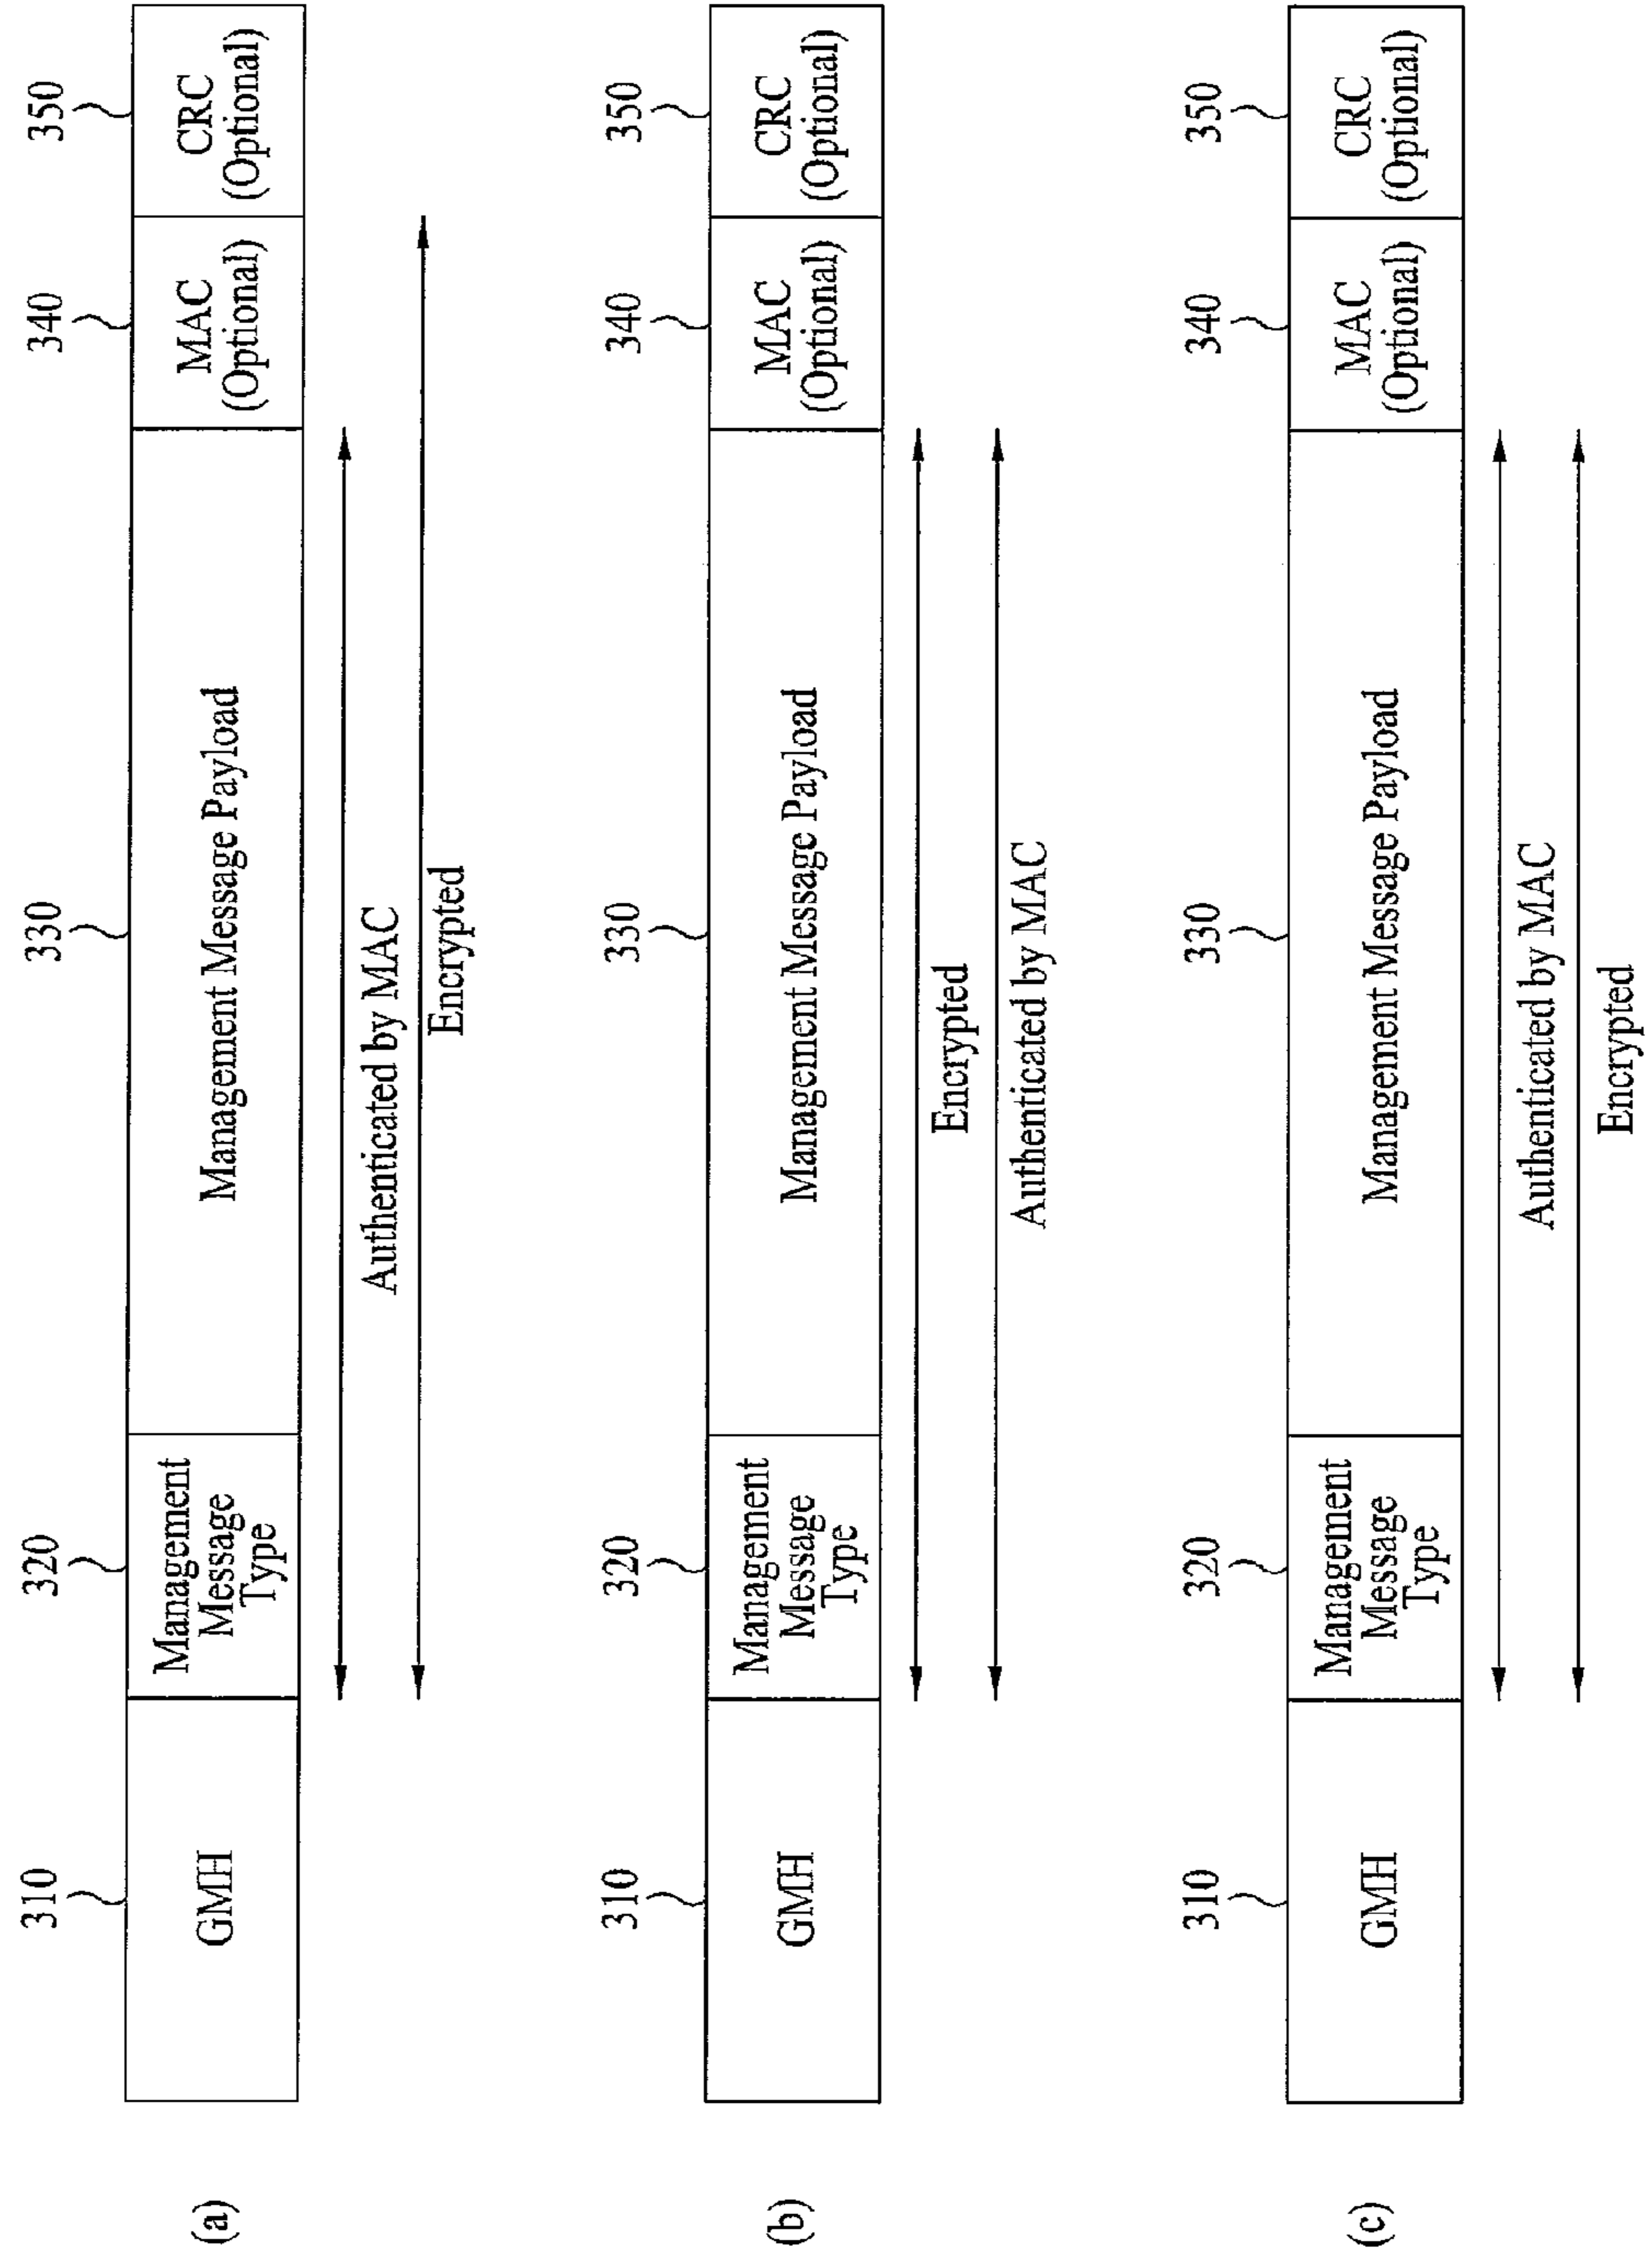 (a)
310
320
330
340
350
GMH
Management
Message
Type
Management Message Payload
MAC
(Optional)
CRC
(Optional)
Authenticated by MAC
Encrypted
(b)
310
320
330
340
350
GMH
Management
Message
Type
Management Message Payload
MAC
(Optional)
CRC
(Optional)
Encrypted
Authenticated by MAC
(c)
310
320
330
340
350
GMH
Management
Message
Type
Management Message Payload
MAC
(Optional)
CRC
(Optional)
Authenticated by MAC
Encrypted